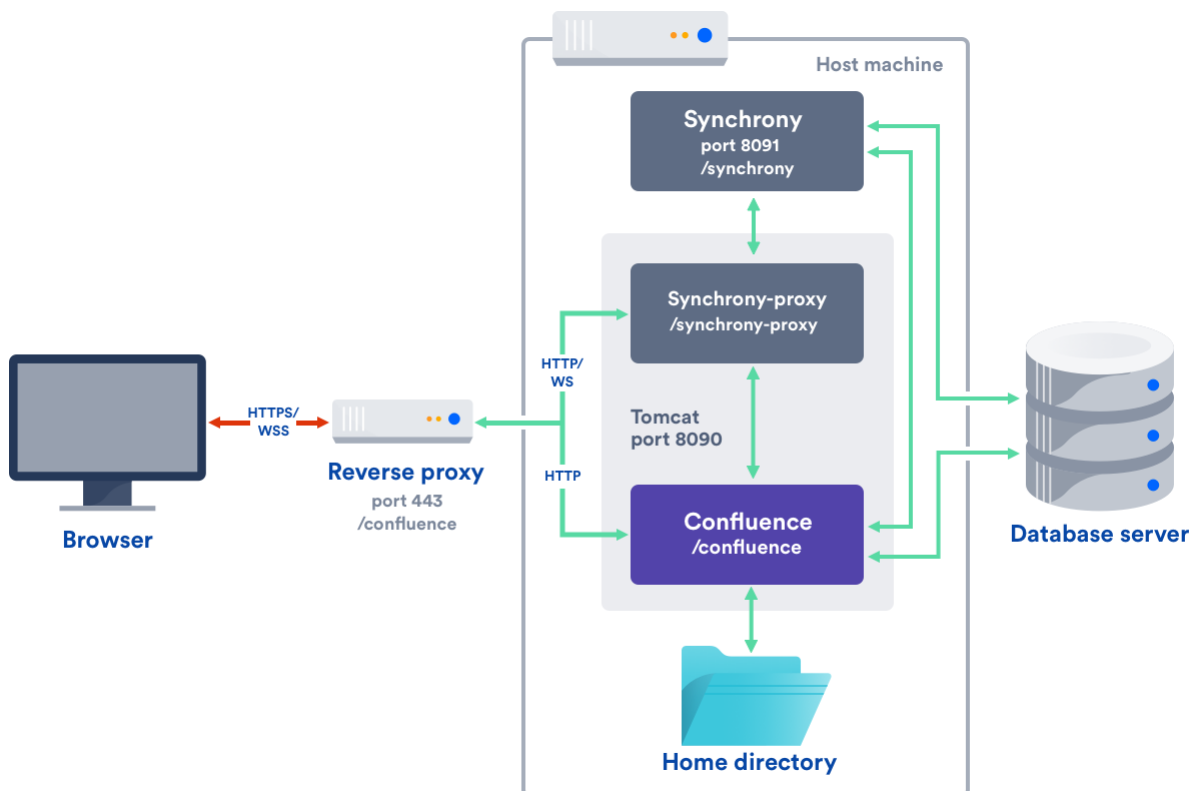 Host machine
Synchrony
port 8091
/synchrony
Synchrony-proxy
/synchrony-proxy
HTTP/
WS
Tomcat
port 8090
HTTPS/
WSS
Reverse proxy
port 443
/confluence
HTTP
Browser
Confluence
/confluence
Database server
Home directory